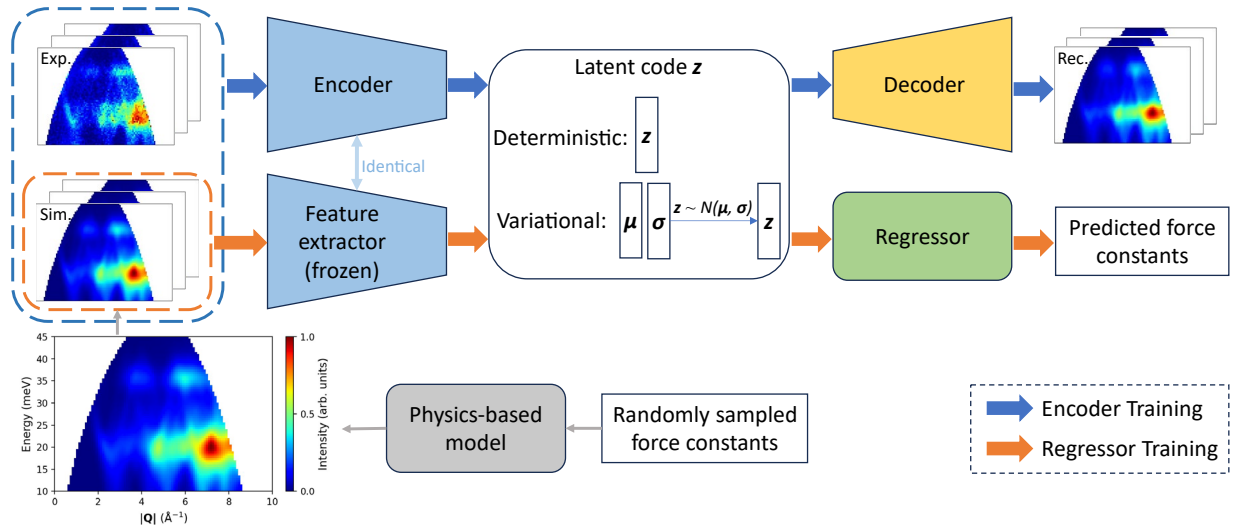 Exp.
Encoder
Latent code z
Decoder
Rec.
Deterministic:
z
Identical
Sim.
Feature
extractor
(frozen)
Variational:
μ
σ
z ~ N(μ, σ)
z
Regressor
Predicted force
constants
45
40
35
30
25
20
15
10
Energy (meV)
0
2
4
6
8
10
|Q| (Å⁻¹)
1.0
0.5
0.0
Intensity (arb. units)
Physics-based
model
Randomly sampled
force constants
Encoder Training
Regressor Training